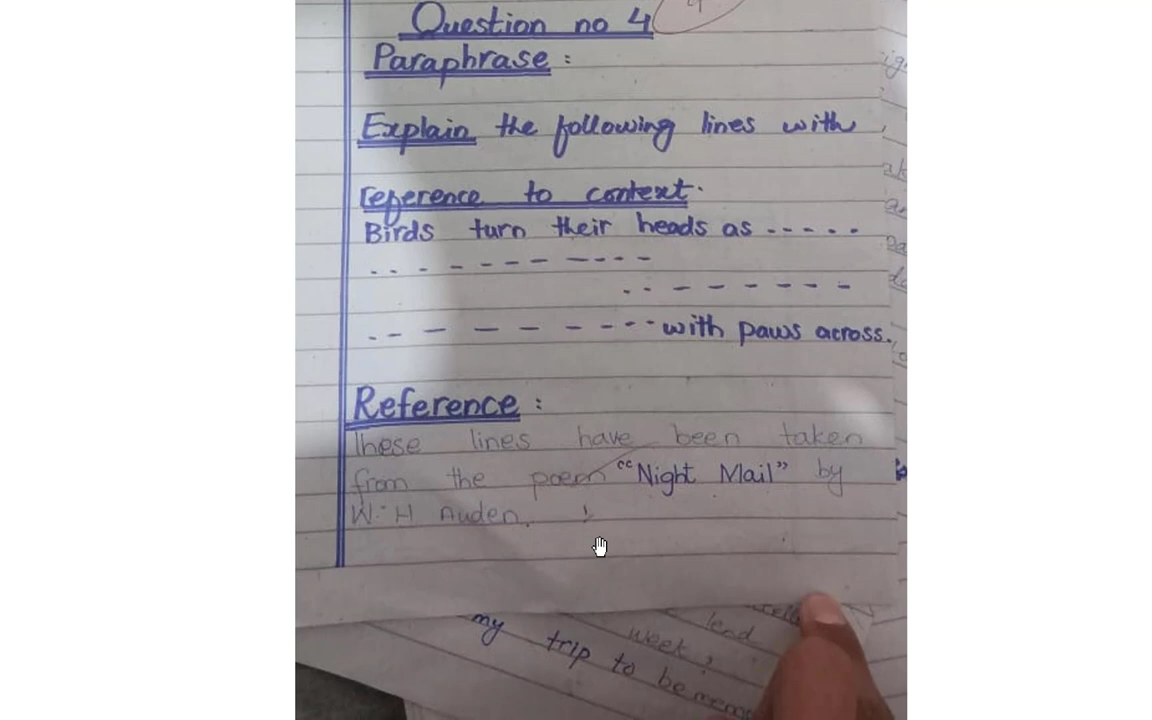 Question no 4
Paraphrase :
Explain the following lines with
reference to context.
Birds turn their heads as - - - - -
- - - - - - - - - - -
- - - - - - - -
- - - - - - - - - with paws across.
Reference :
These lines have been taken
from the poem "Night Mail" by
W.H Auden.
lend
week,
my trip to be